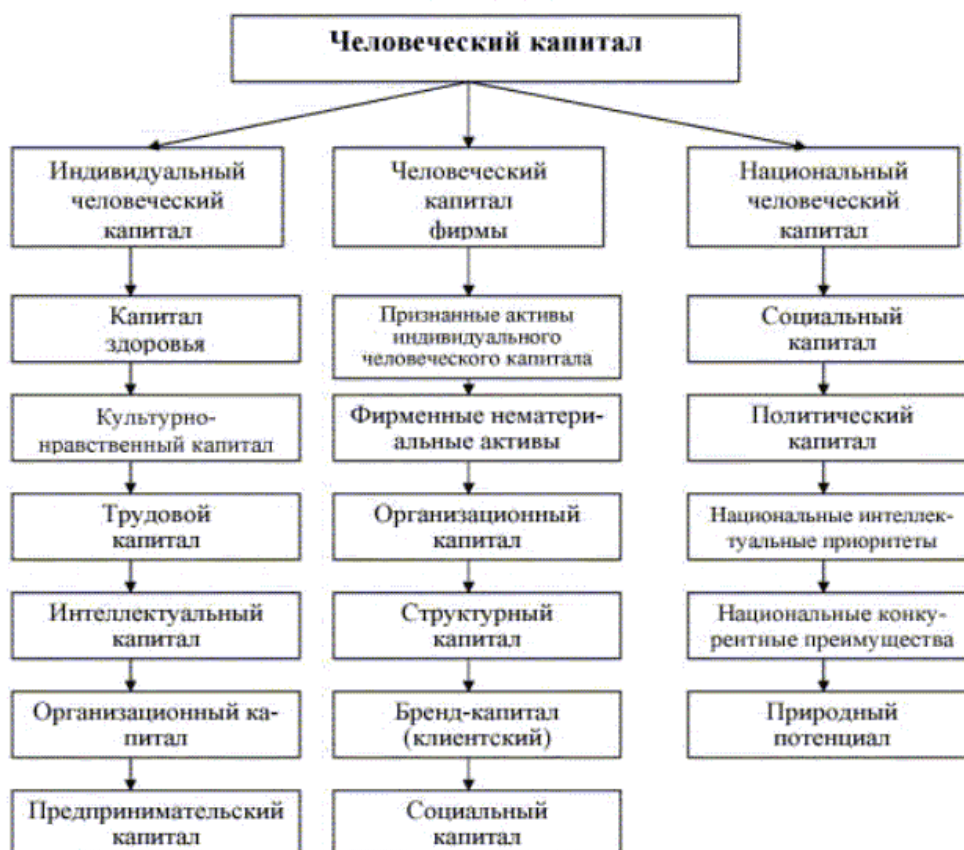 Человеческий капитал
Индивидуальный
человеческий
капитал
Человеческий
капитал
фирмы
Национальный
человеческий
капитал
Капитал
здоровья
Признанные активы
индивидуального
человеческого капитала
Социальный
капитал
Культурно-
нравственный капитал
Фирменные нематери-
альные активы
Политический
капитал
Трудовой
капитал
Организационный
капитал
Национальные интеллек-
туальные приоритеты
Интеллектуальный
капитал
Структурный
капитал
Национальные конку-
рентные преимущества
Организационный ка-
питал
Бренд-капитал
(клиентский)
Природный
потенциал
Предпринимательский
капитал
Социальный
капитал